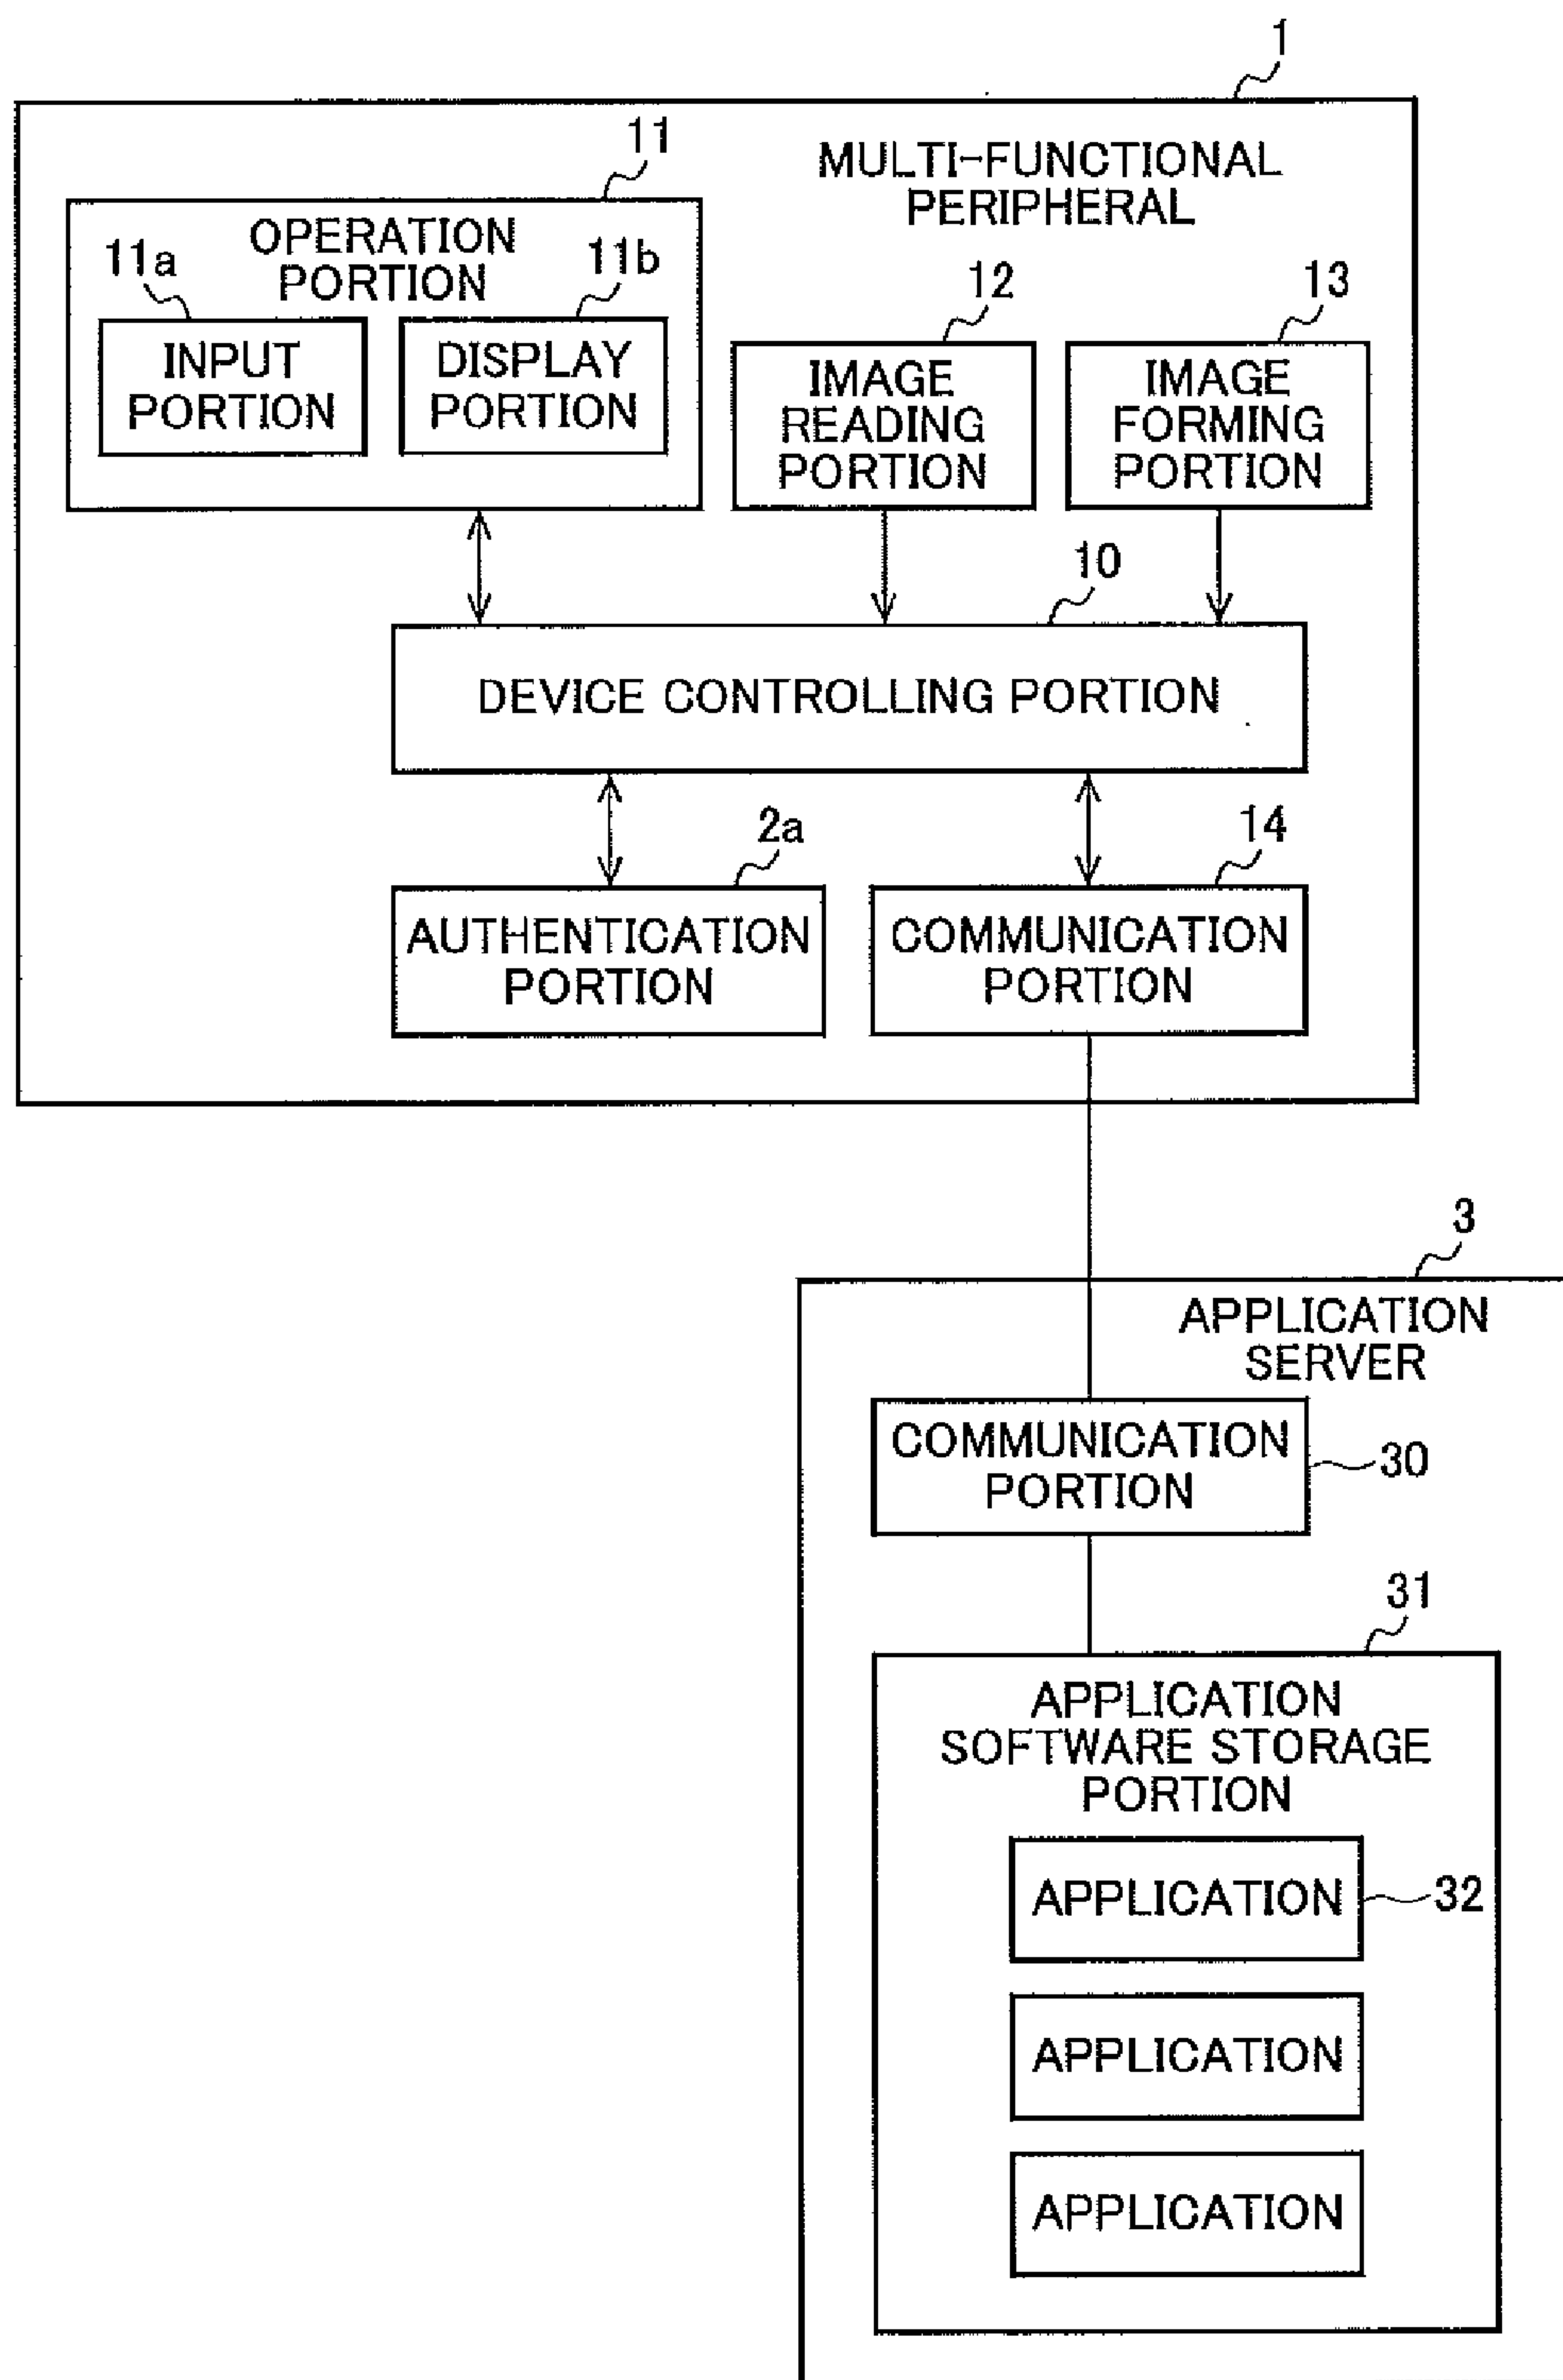 1
MULTI-FUNCTIONAL
PERIPHERAL
11
OPERATION
PORTION
11a
11b
INPUT
PORTION
DISPLAY
PORTION
12
IMAGE
READING
PORTION
13
IMAGE
FORMING
PORTION
10
DEVICE CONTROLLING PORTION
2a
AUTHENTICATION
PORTION
14
COMMUNICATION
PORTION
3
APPLICATION
SERVER
COMMUNICATION
PORTION
30
31
APPLICATION
SOFTWARE STORAGE
PORTION
APPLICATION
32
APPLICATION
APPLICATION